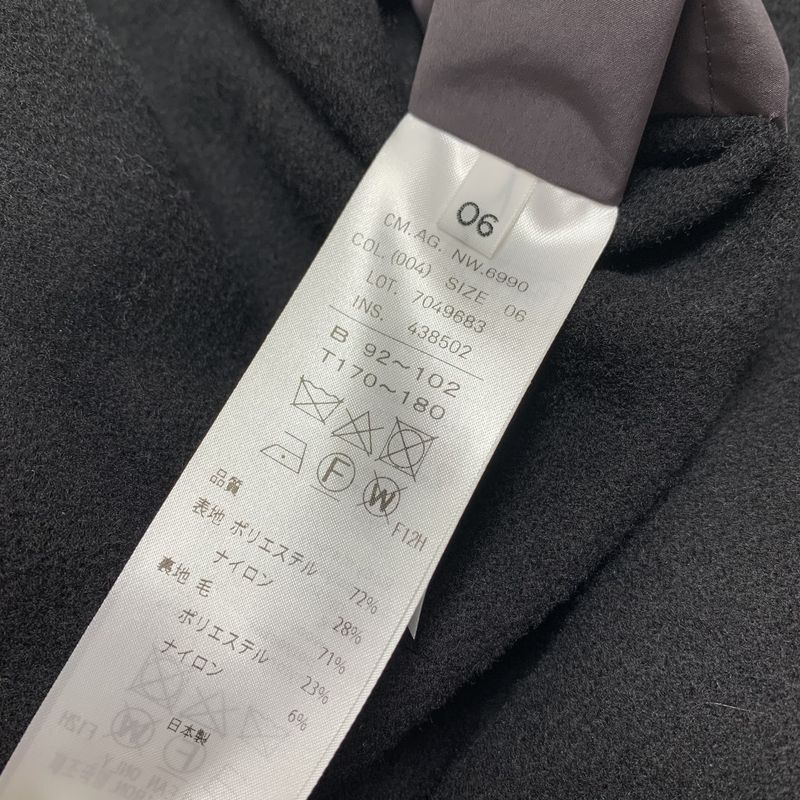 06
CM.AG. NW.6990
COL.(004) SIZE 06
LOT. 7049683
INS. 438502
B 92～102
T170～180
F W
F12H
品質
表地 ポリエステル 72%
ナイロン 28%
裏地 毛 71%
ポリエステル 23%
ナイロン 6%
日本製